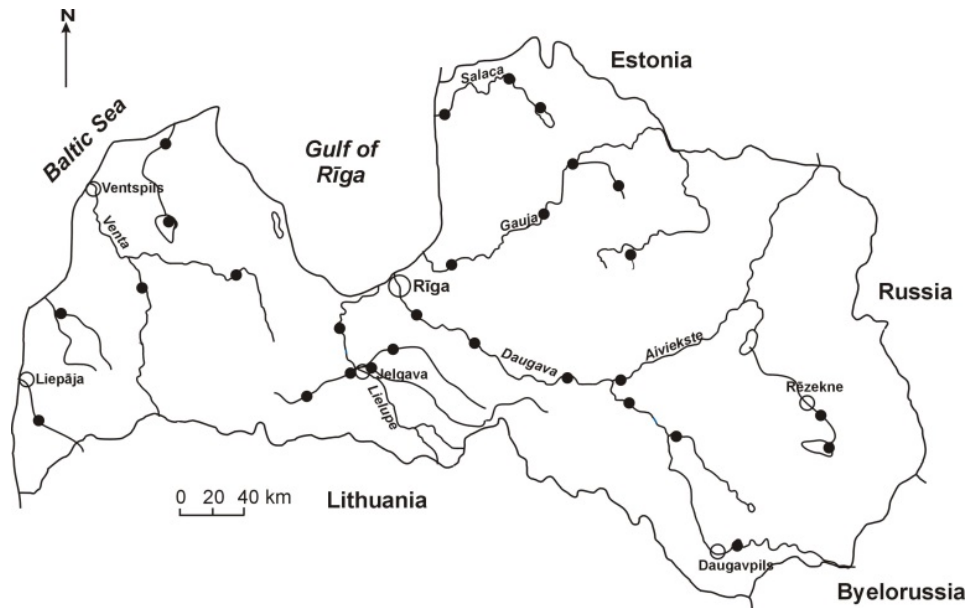 N
Estonia
Salaca
Baltic Sea
Gulf of
Rīga
Ventspils
Venta
Gauja
Rīga
Russia
Daugava
Aiviekste
Liepāja
Jelgava
Rēzekne
Lielupe
0 20 40 km
Lithuania
Daugavpils
Byelorussia